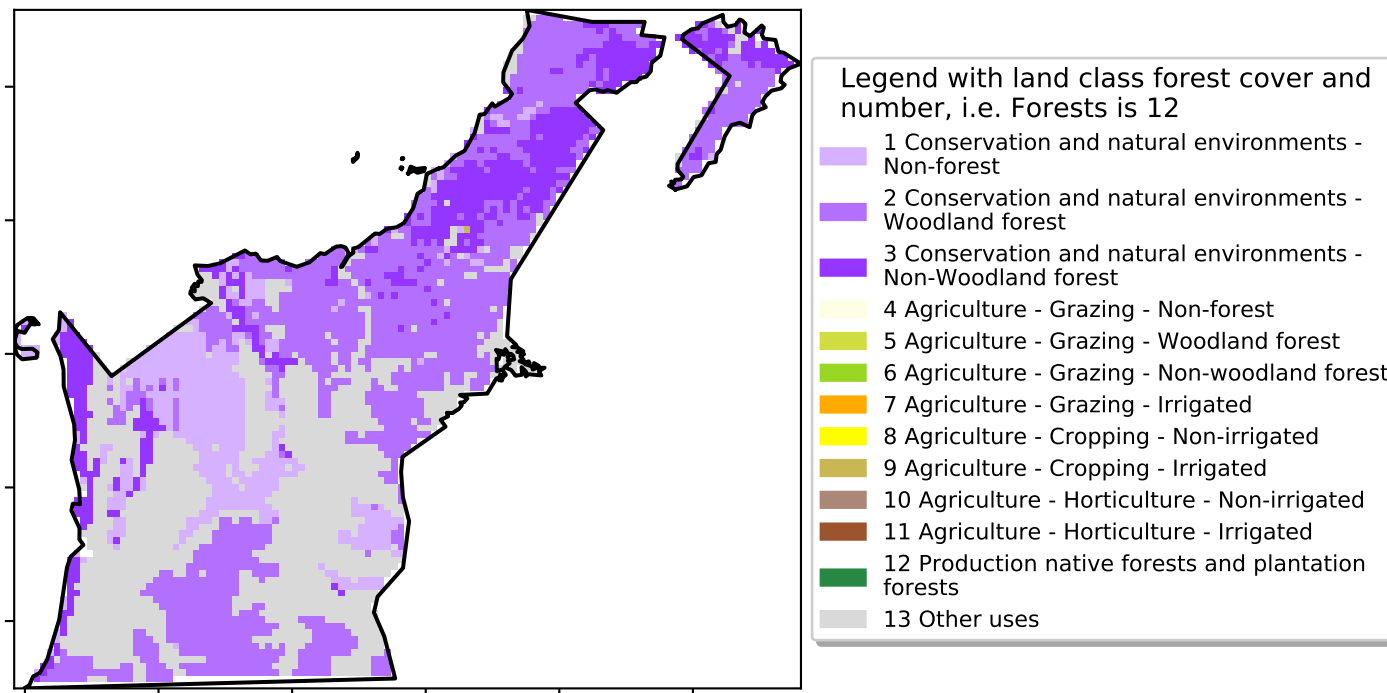 Legend with land class forest cover and
number, i.e. Forests is 12
1 Conservation and natural environments -
Non-forest
2 Conservation and natural environments -
Woodland forest
3 Conservation and natural environments -
Non-Woodland forest
4 Agriculture - Grazing - Non-forest
5 Agriculture - Grazing - Woodland forest
6 Agriculture - Grazing - Non-woodland forest
7 Agriculture - Grazing - Irrigated
8 Agriculture - Cropping - Non-irrigated
9 Agriculture - Cropping - Irrigated
10 Agriculture - Horticulture - Non-irrigated
11 Agriculture - Horticulture - Irrigated
12 Production native forests and plantation
forests
13 Other uses